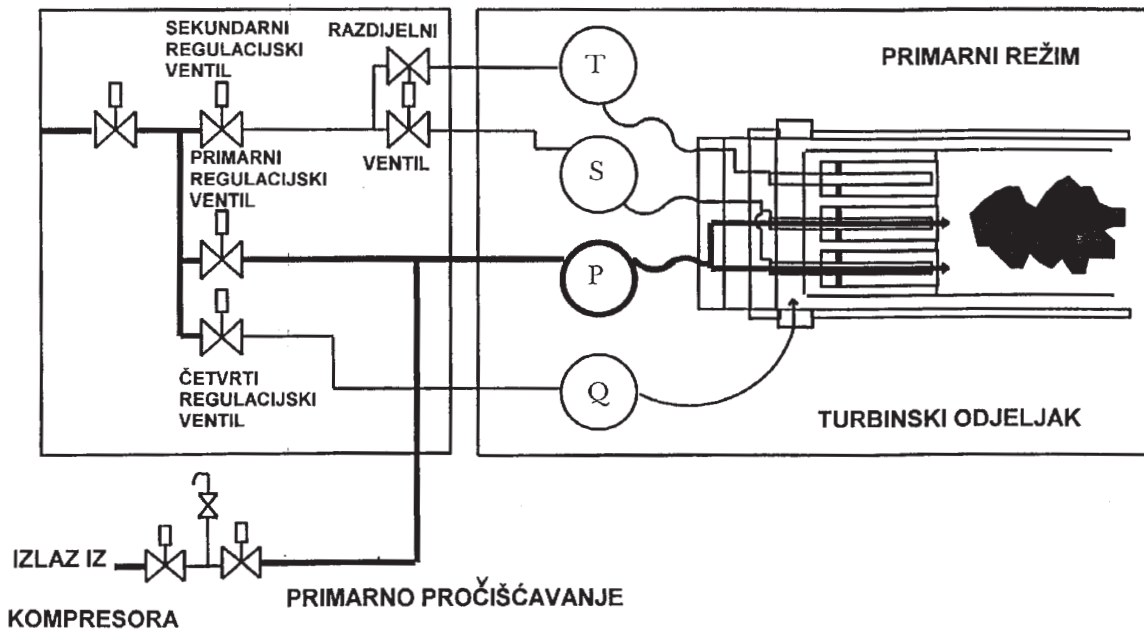 SEKUNDARNI
REGULACIJSKI
VENTIL
RAZDIJELNI
VENTIL
PRIMARNI
REGULACIJSKI
VENTIL
ČETVRTI
REGULACIJSKI
VENTIL
T
S
P
Q
PRIMARNI REŽIM
TURBINSKI ODJELJAK
IZLAZ IZ
KOMPRESORA
PRIMARNO PROČIŠĆAVANJE